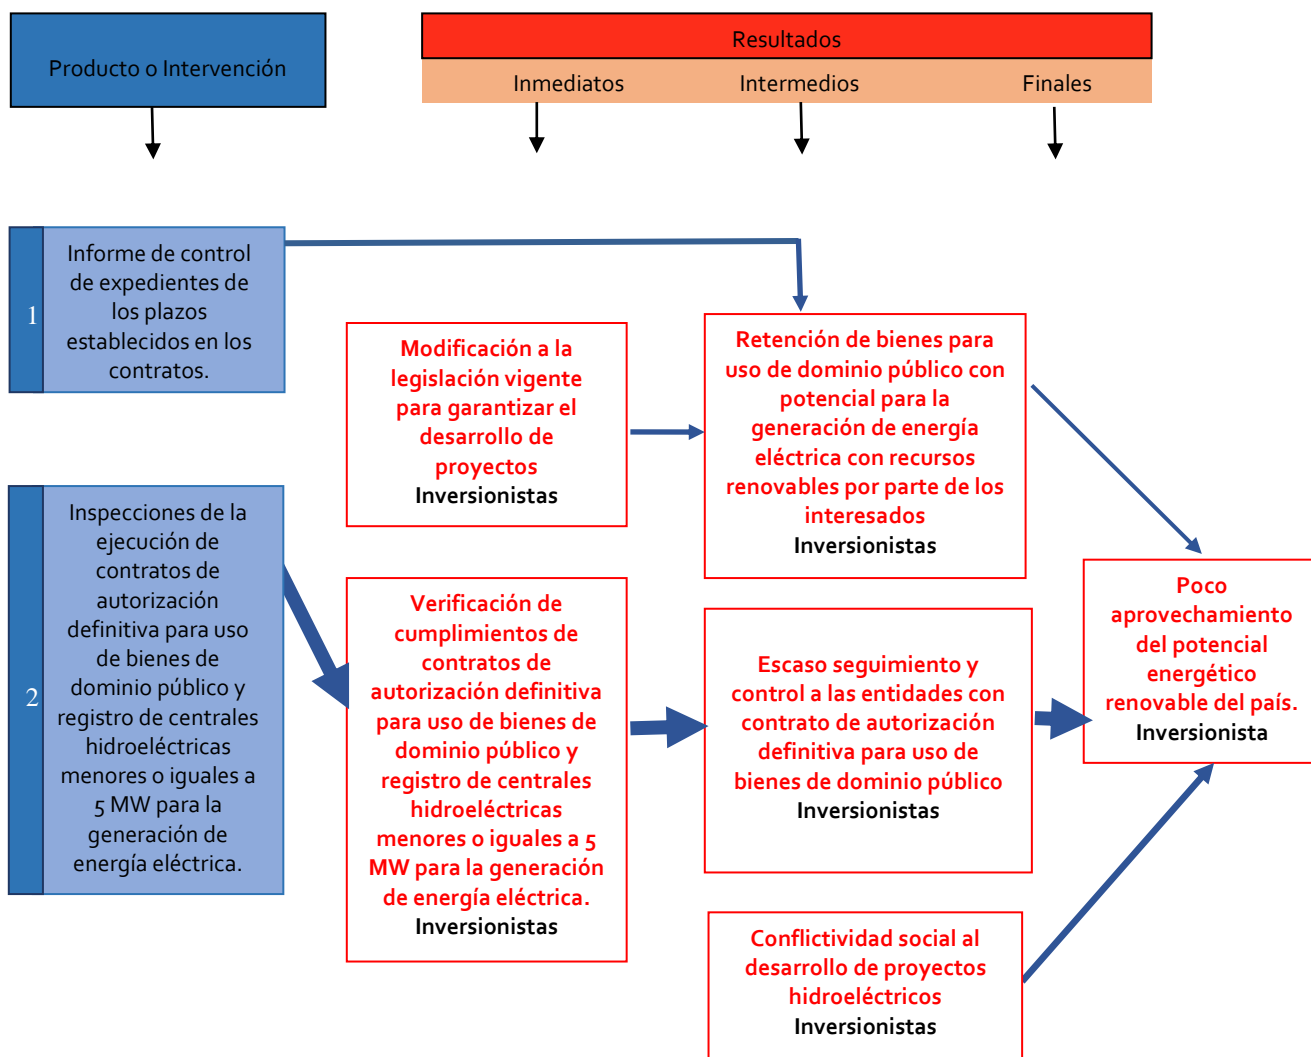 Producto o Intervención
Resultados
Inmediatos
Intermedios
Finales
1
Informe de control
de expedientes de
los plazos
establecidos en los
contratos.
Modificación a la
legislación vigente
para garantizar el
desarrollo de
proyectos
Inversionistas
Retención de bienes para
uso de dominio público con
potencial para la
generación de energía
eléctrica con recursos
renovables por parte de los
interesados
Inversionistas
2
Inspecciones de la
ejecución de
contratos de
autorización
definitiva para uso
de bienes de
dominio público y
registro de centrales
hidroeléctricas
menores o iguales a
5 MW para la
generación de
energía eléctrica.
Verificación de
cumplimientos de
contratos de
autorización definitiva
para uso de bienes de
dominio público y
registro de centrales
hidroeléctricas
menores o iguales a 5
MW para la generación
de energía eléctrica.
Inversionistas
Escaso seguimiento y
control a las entidades con
contrato de autorización
definitiva para uso de
bienes de dominio público
Inversionistas
Poco
aprovechamiento
del potencial
energético
renovable del país.
Inversionista
Conflictividad social al
desarrollo de proyectos
hidroeléctricos
Inversionistas